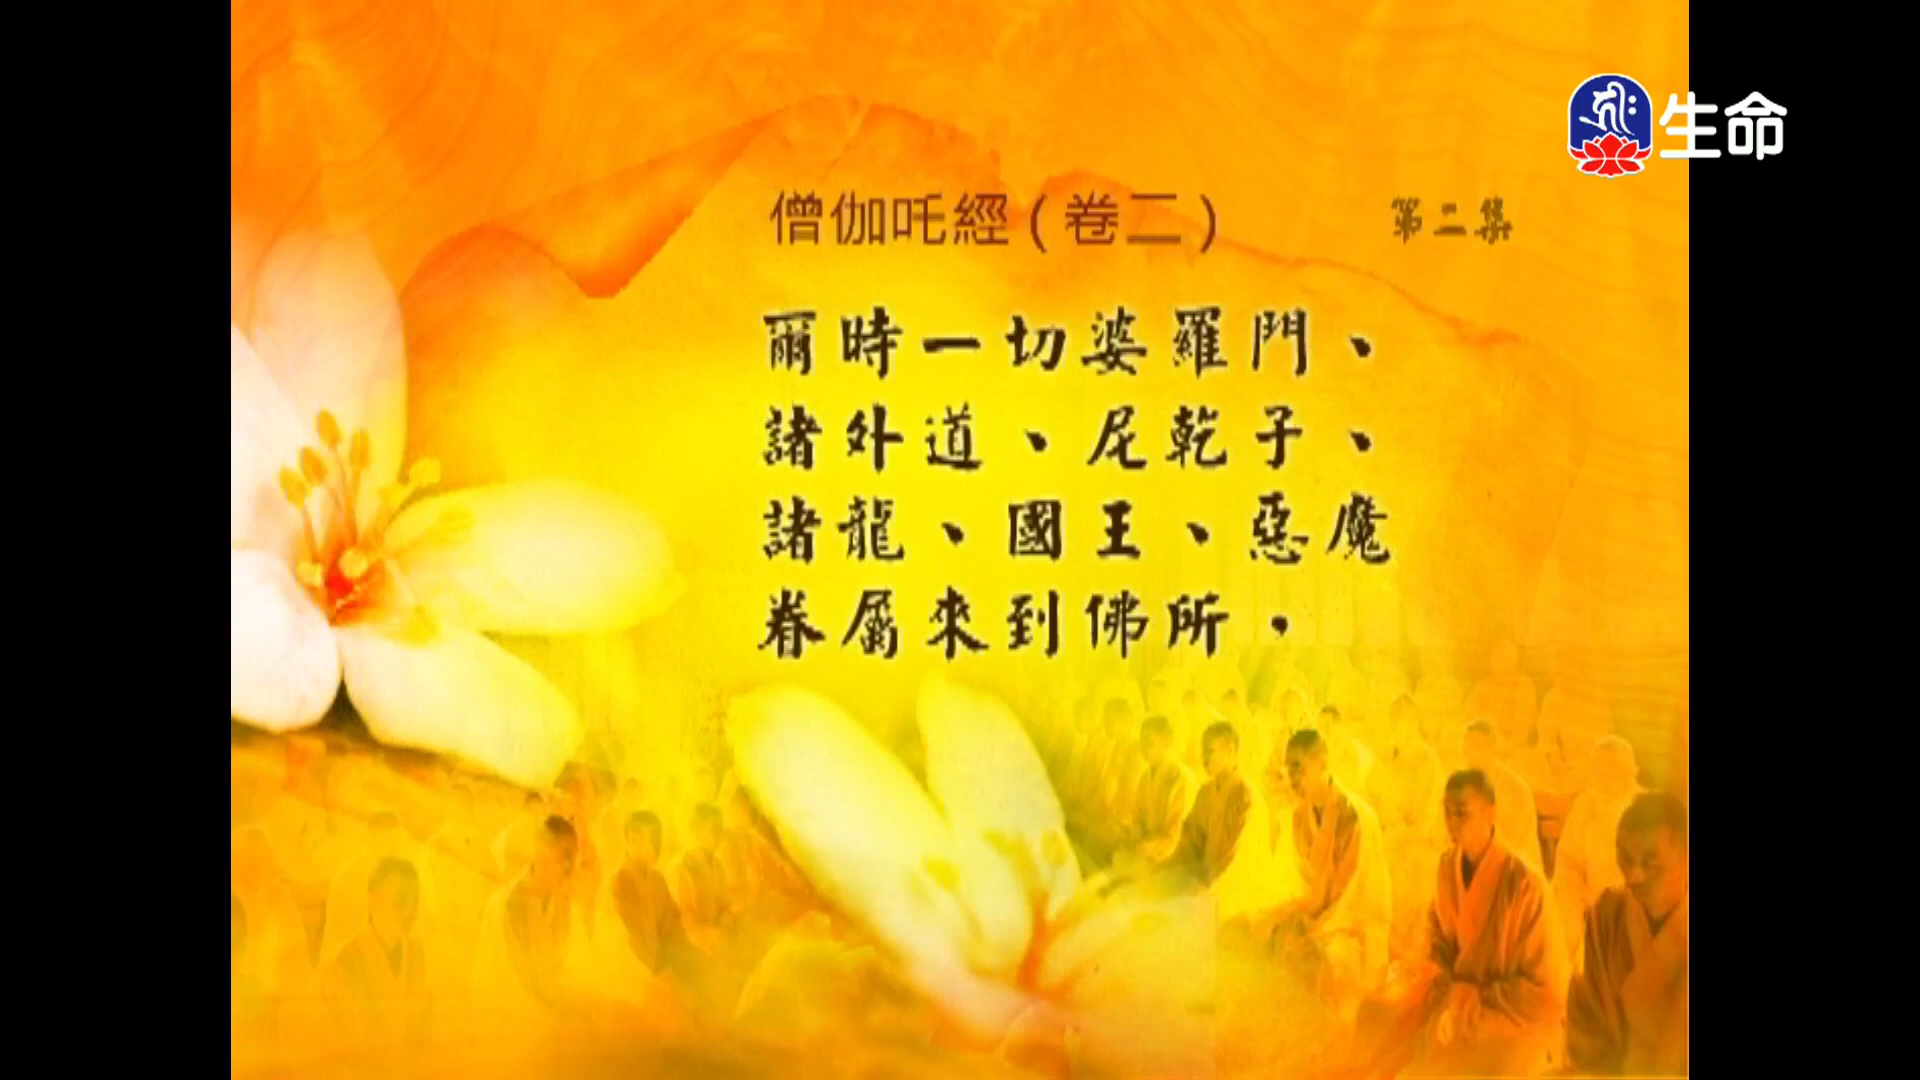 生命
僧伽吒經(卷二) 第二集
爾時一切婆羅門、
諸外道、尼乾子、
諸龍、國王、惡魔
眷屬來到佛所。